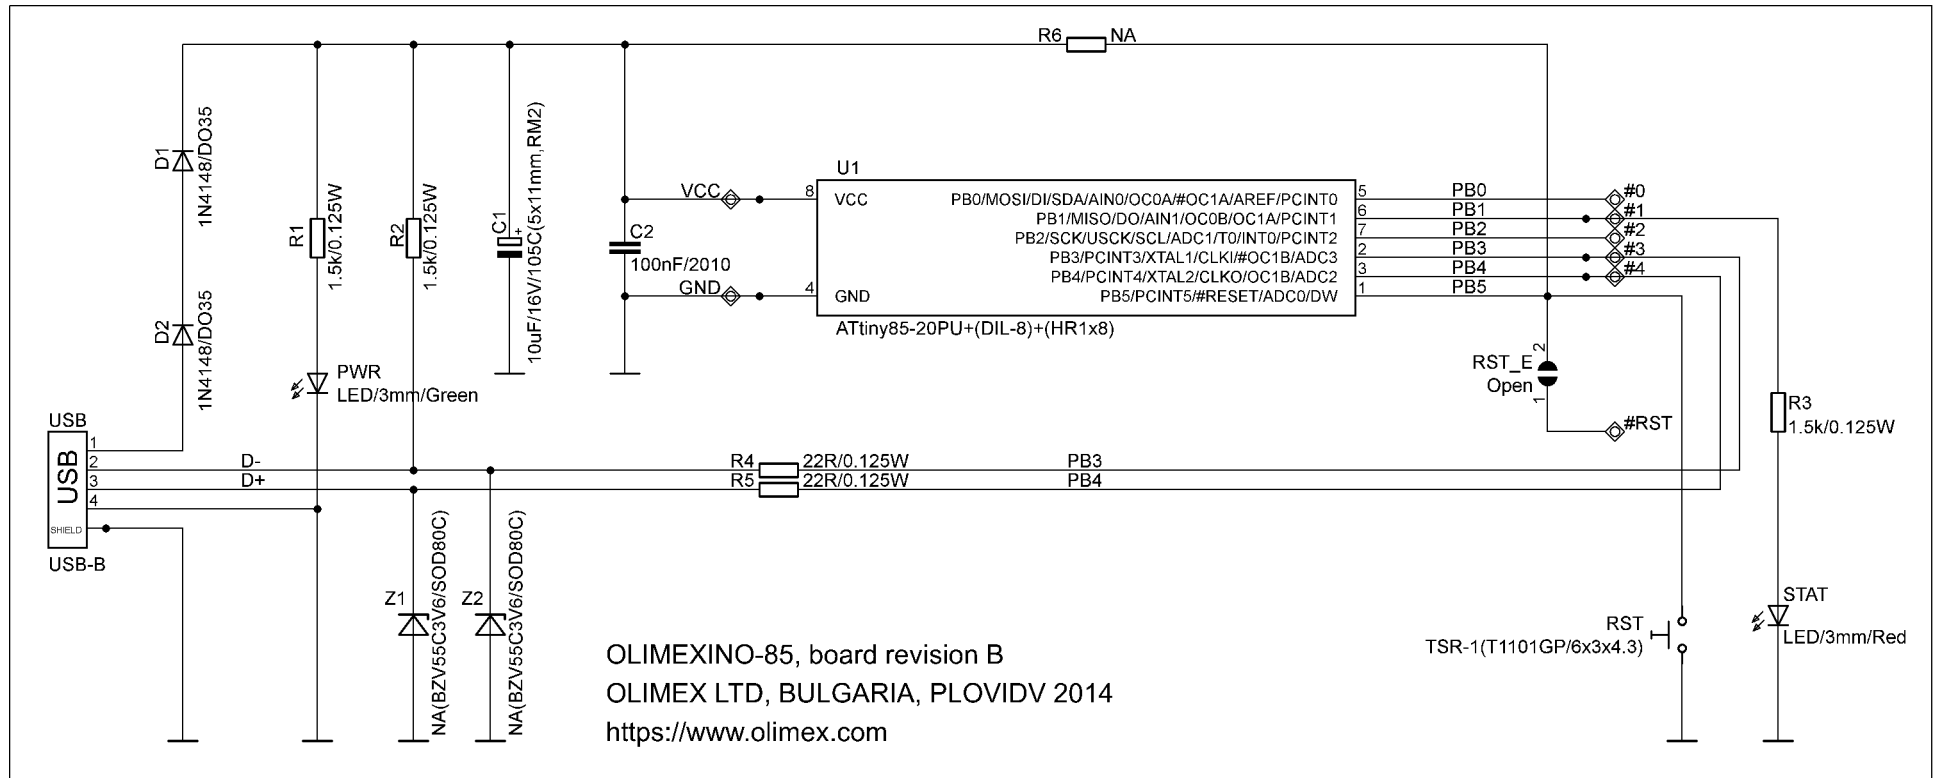 R6 NA
D1
1N4148/DO35
R1
1.5k/0.125W
R2
1.5k/0.125W
C1
+
10uF/16V/105C(5x11mm,RM2)
VCC
C2
100nF/2010
GND
U1
8 VCC
4 GND
PB0/MOSI/DI/SDA/AIN0/OC0A/#OC1A/AREF/PCINT0 5 PB0 #0
PB1/MISO/DO/AIN1/OC0B/OC1A/PCINT1 6 PB1 #1
PB2/SCK/USCK/SCL/ADC1/T0/INT0/PCINT2 7 PB2 #2
PB3/PCINT3/XTAL1/CLKI/#OC1B/ADC3 2 PB3 #3
PB4/PCINT4/XTAL2/CLKO/OC1B/ADC2 3 PB4 #4
PB5/PCINT5/#RESET/ADC0/DW 1 PB5
ATtiny85-20PU+(DIL-8)+(HR1x8)
D2
1N4148/DO35
PWR
LED/3mm/Green
2
RST_E
Open
1
#RST
R3
1.5k/0.125W
USB
USB
1
2
3
4
SHIELD
USB-B
D- R4 22R/0.125W PB3
D+ R5 22R/0.125W PB4
Z1
NA(BZV55C3V6/SOD80C)
Z2
NA(BZV55C3V6/SOD80C)
RST
TSR-1(T1101GP/6x3x4.3)
STAT
LED/3mm/Red
OLIMEXINO-85, board revision B
OLIMEX LTD, BULGARIA, PLOVIDV 2014
https://www.olimex.com